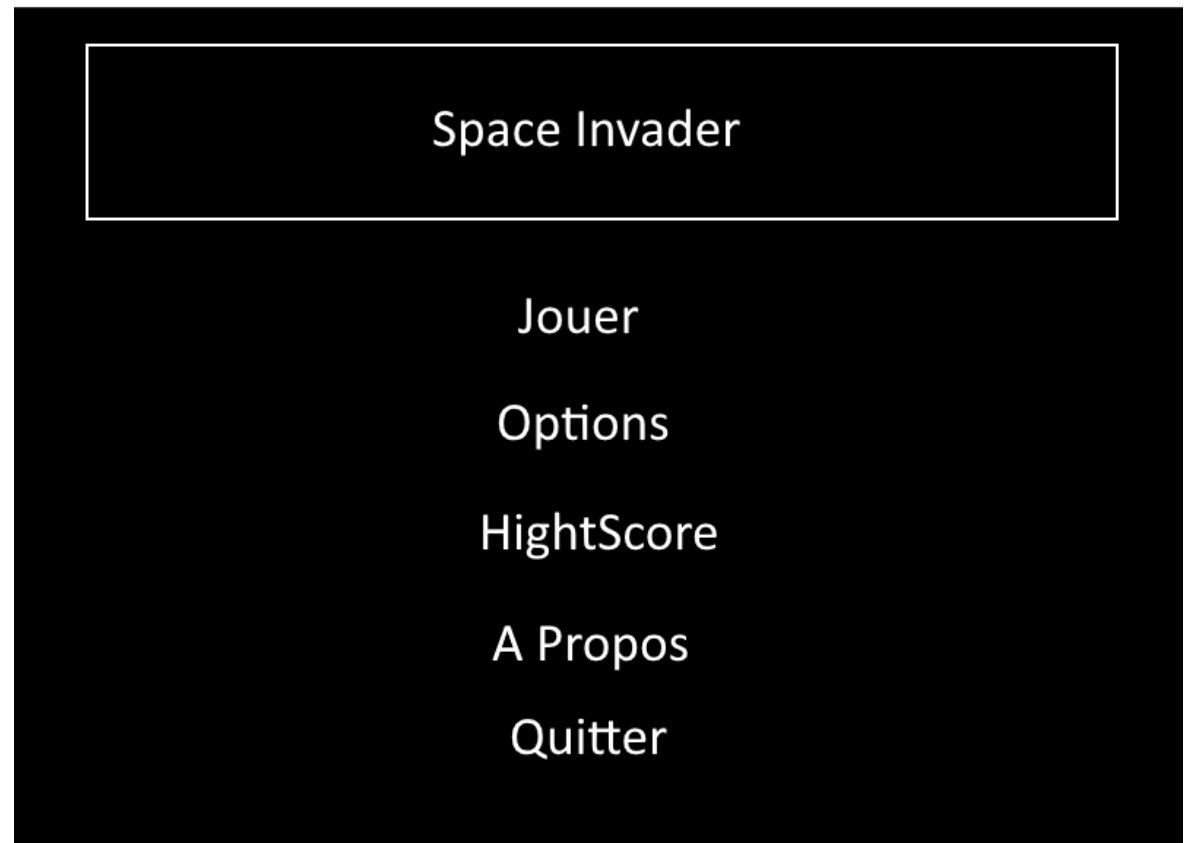 Space Invader
Jouer
Options
HightScore
A Propos
Quitter